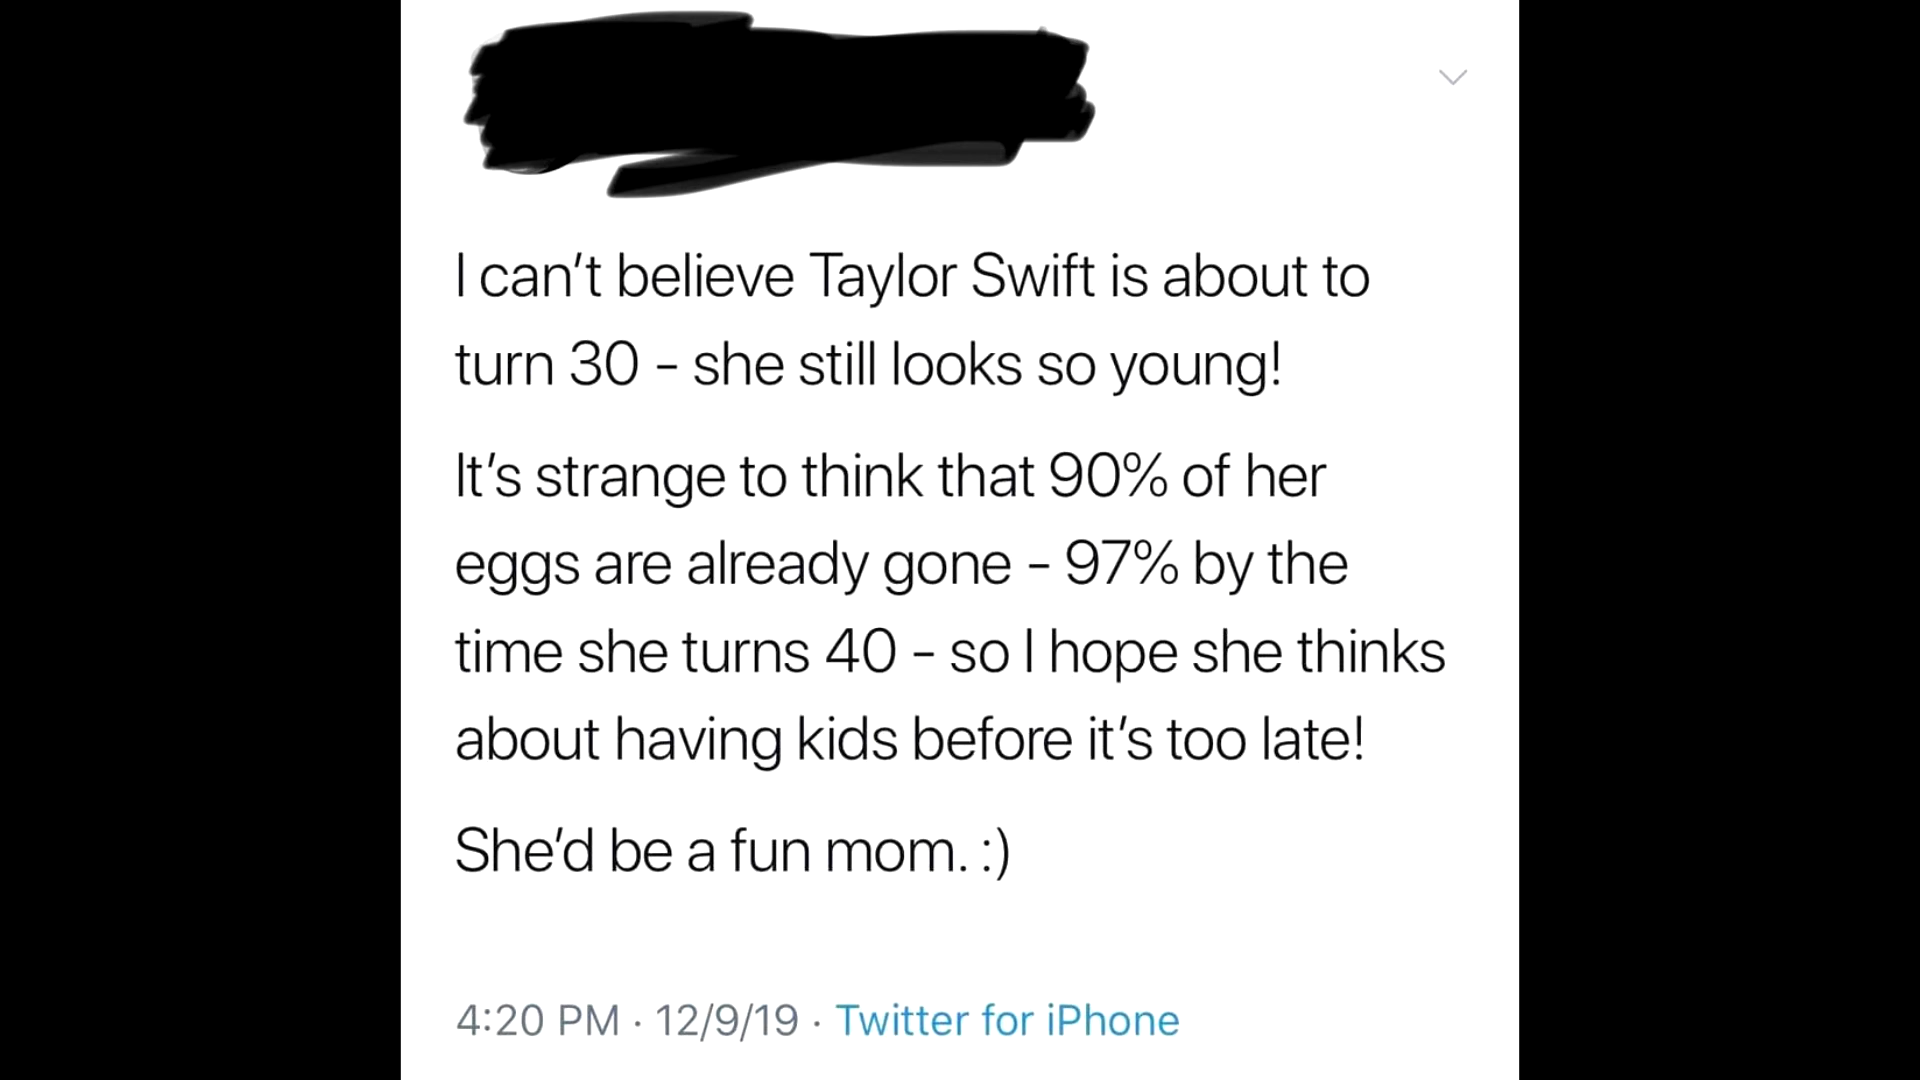 I can’t believe Taylor Swift is about to
turn 30 - she still looks so young!
It’s strange to think that 90% of her
eggs are already gone - 97% by the
time she turns 40 - so I hope she thinks
about having kids before it’s too late!
She’d be a fun mom. :)
4:20 PM · 12/9/19 · Twitter for iPhone